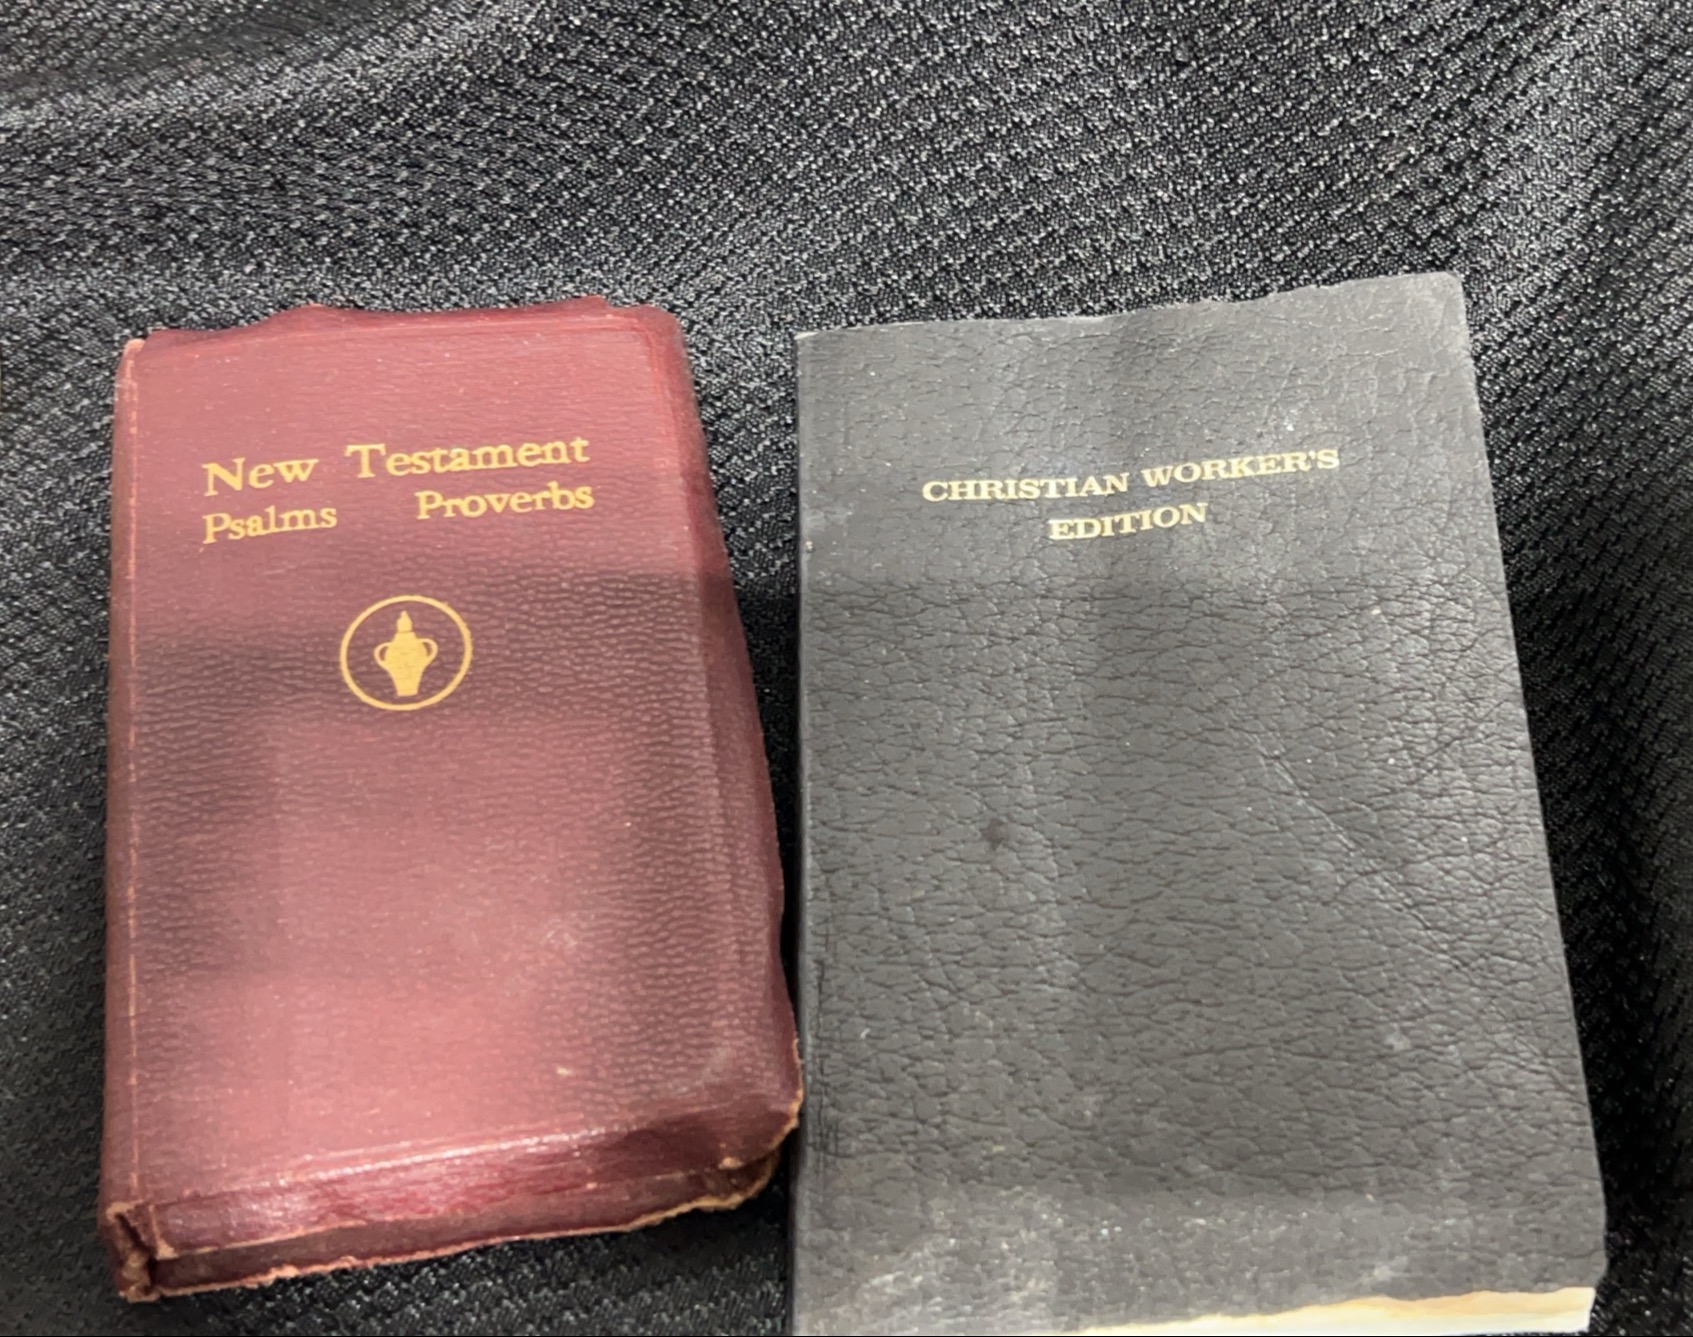 New Testament
Psalms Proverbs
CHRISTIAN WORKER'S
EDITION